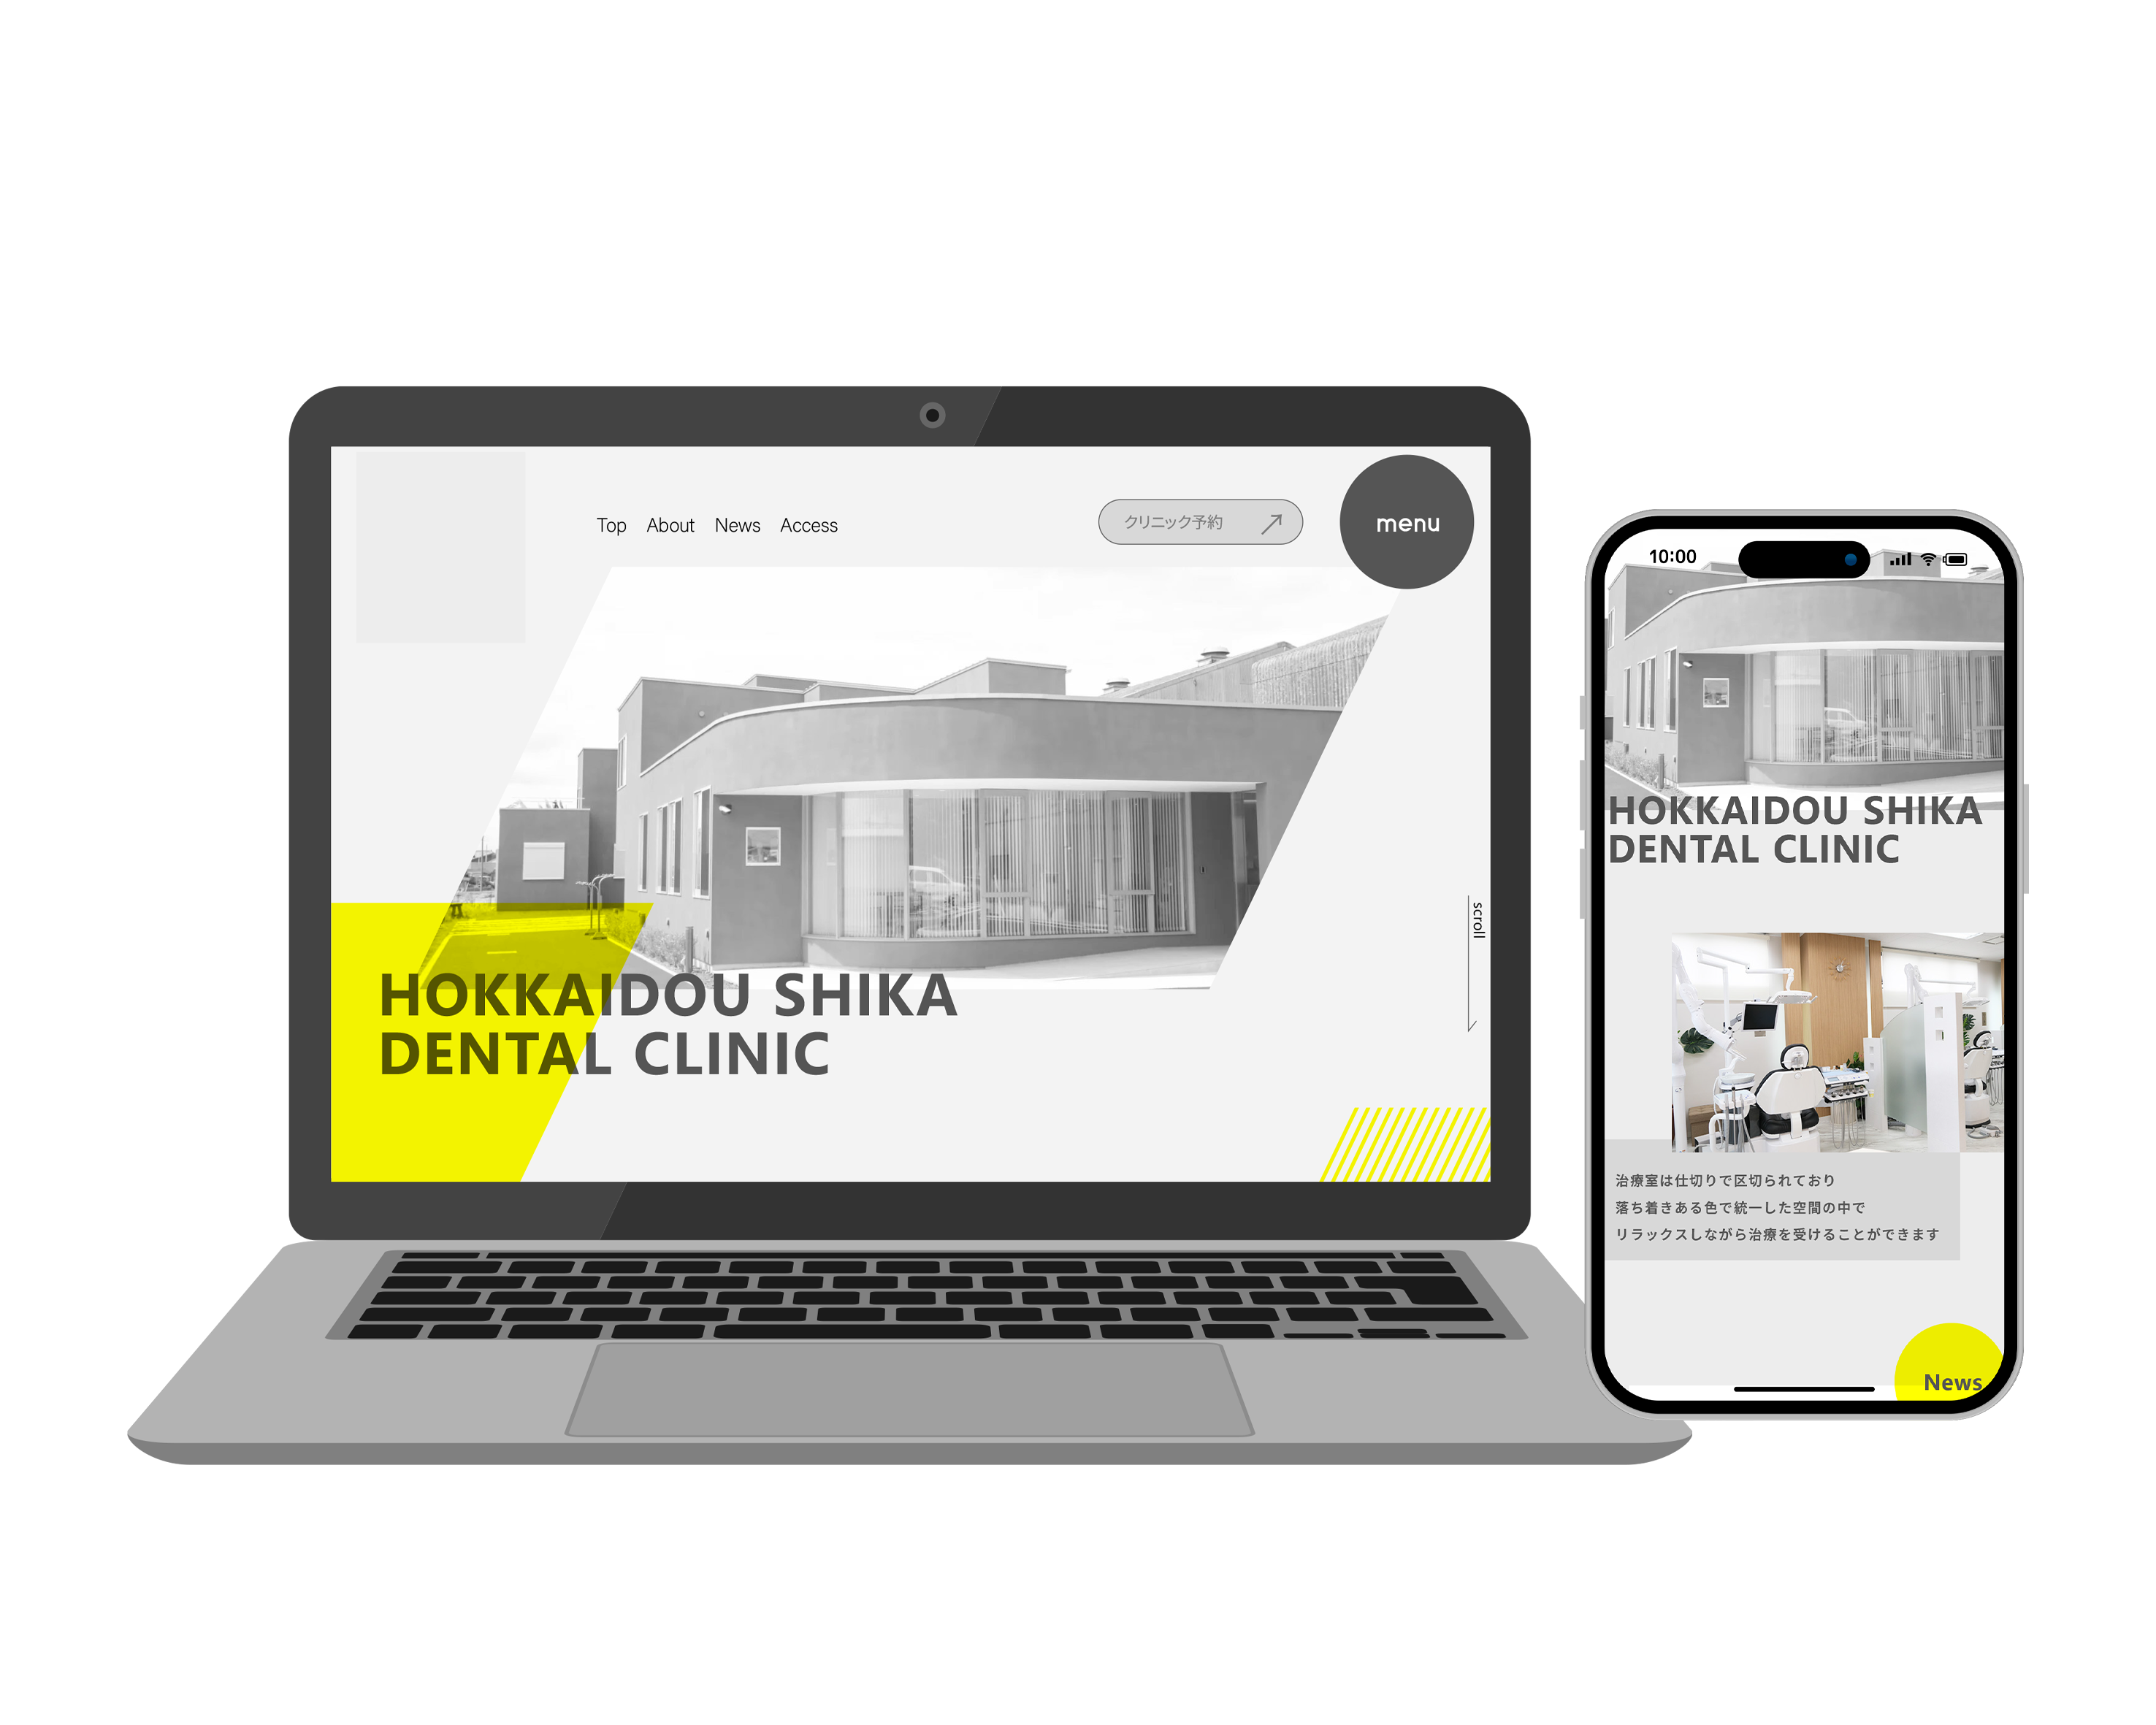 Top About News Access
クリニック予約
menu
HOKKAIDOU SHIKA
DENTAL CLINIC
scroll
10:00
HOKKAIDOU SHIKA
DENTAL CLINIC
治療室は仕切りで区切られており
落ち着きある色で統一した空間の中で
リラックスしながら治療を受けることができます
News